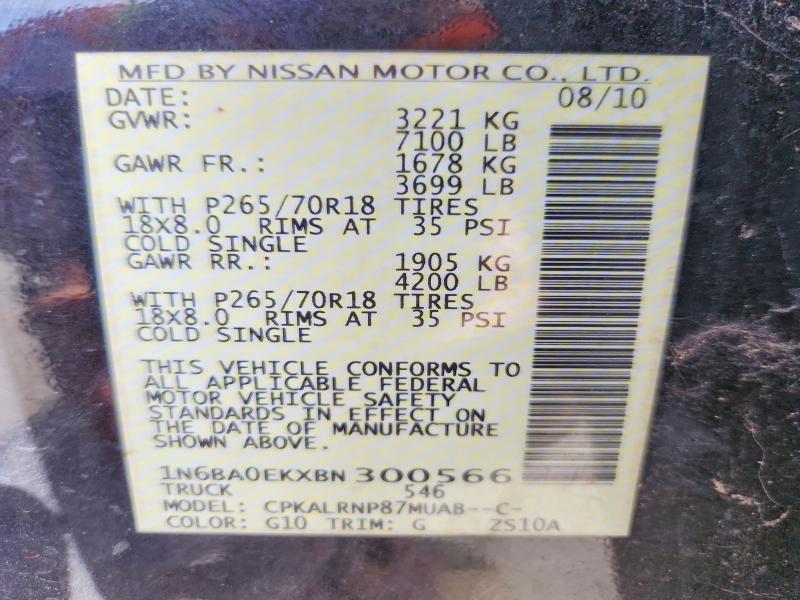 MFD BY NISSAN MOTOR CO., LTD.
DATE: 08/10
GVWR: 3221 KG
7100 LB
GAWR FR.: 1678 KG
3699 LB
WITH P265/70R18 TIRES
18X8.0 RIMS AT 35 PSI
COLD SINGLE
GAWR RR.: 1905 KG
4200 LB
WITH P265/70R18 TIRES
18X8.0 RIMS AT 35 PSI
COLD SINGLE
THIS VEHICLE CONFORMS TO
ALL APPLICABLE FEDERAL
MOTOR VEHICLE SAFETY
STANDARDS IN EFFECT ON
THE DATE OF MANUFACTURE
SHOWN ABOVE.
1N6BA0EKXBN300566
TRUCK 546
MODEL: CPKALRNP87MUAB--C-
COLOR: G10 TRIM: G ZS10A